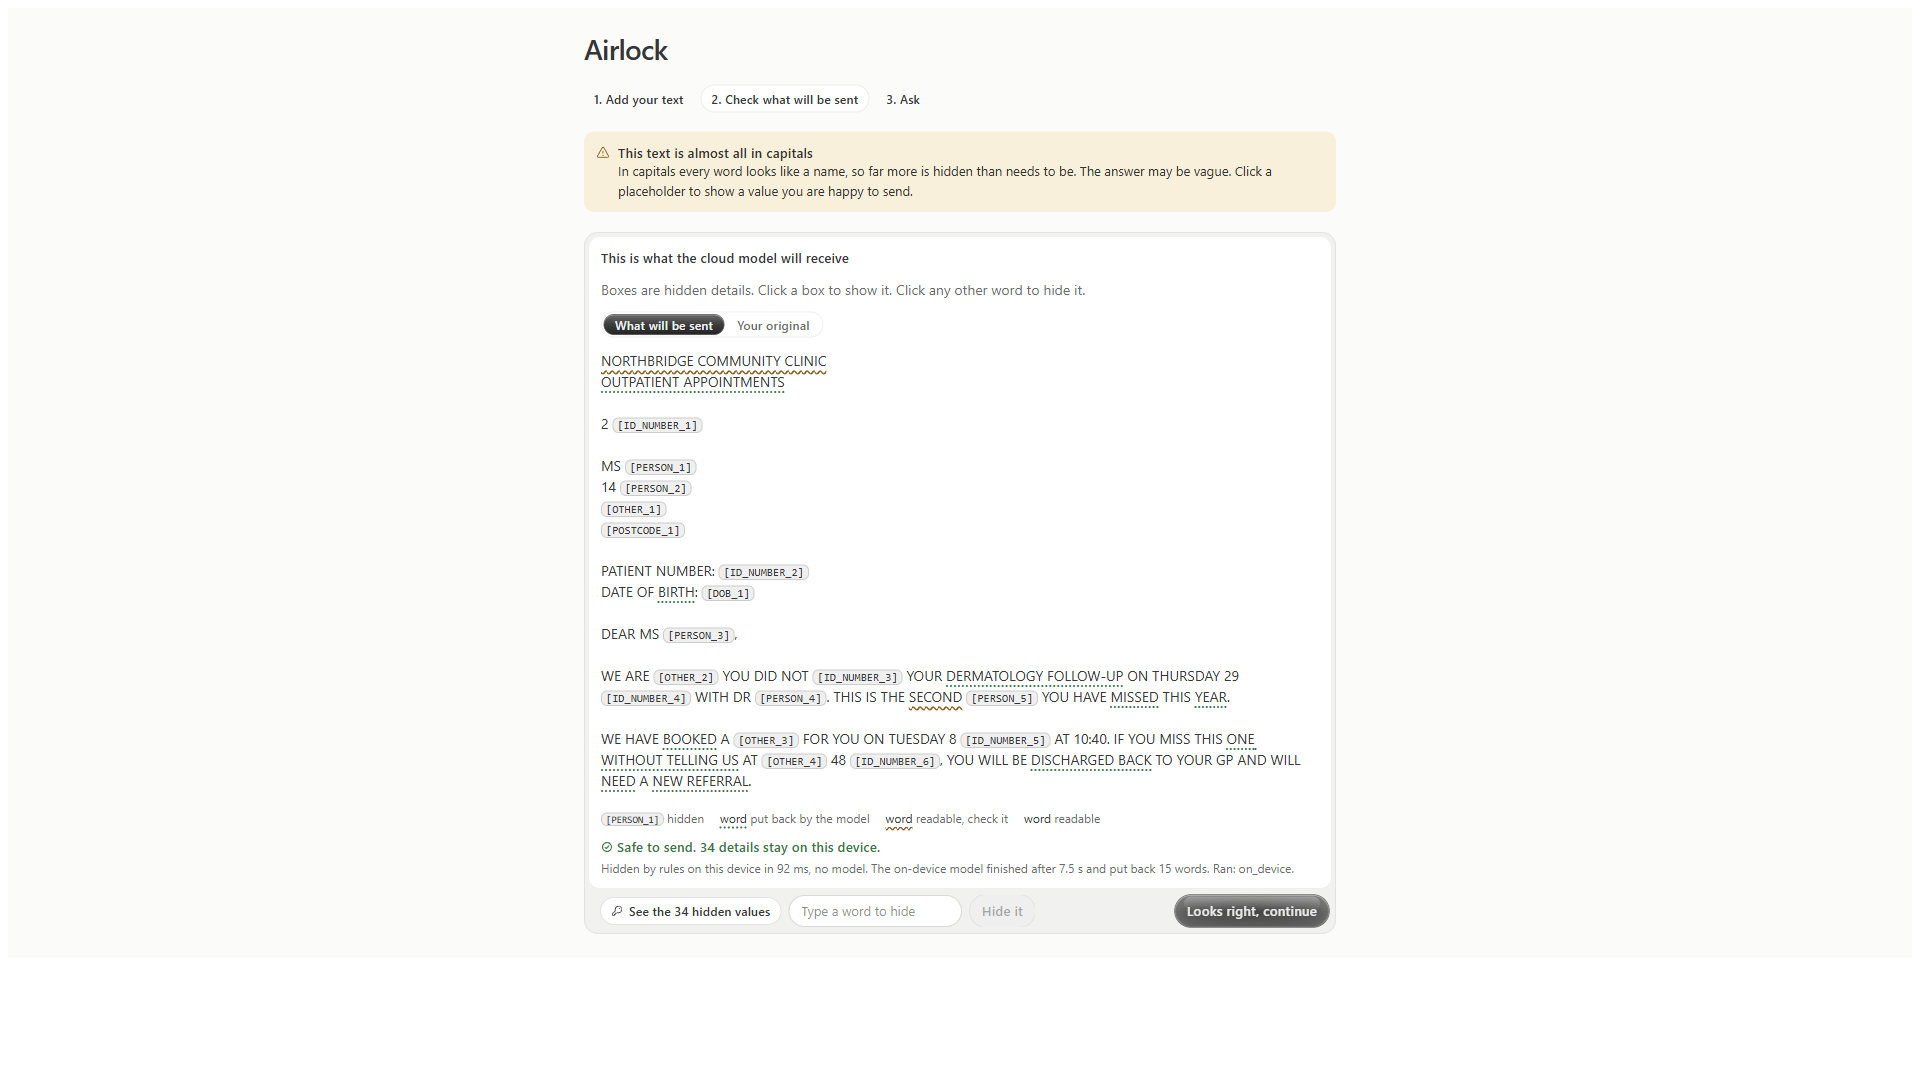 Airlock
1. Add your text
2. Check what will be sent
3. Ask
This text is almost all in capitals
In capitals every word looks like a name, so far more is hidden than needs to be. The answer may be vague. Click a
placeholder to show a value you are happy to send.
This is what the cloud model will receive
Boxes are hidden details. Click a box to show it. Click any other word to hide it.
What will be sent
Your original
NORTHBRIDGE COMMUNITY CLINIC
OUTPATIENT APPOINTMENTS
2 [ID_NUMBER_1]
MS [PERSON_1]
14 [PERSON_2]
[OTHER_1]
[POSTCODE_1]
PATIENT NUMBER: [ID_NUMBER_2]
DATE OF BIRTH: [DOB_1]
DEAR MS [PERSON_3],
WE ARE [OTHER_2] YOU DID NOT [ID_NUMBER_3] YOUR DERMATOLOGY FOLLOW-UP ON THURSDAY 29
[ID_NUMBER_4] WITH DR [PERSON_4]. THIS IS THE SECOND [PERSON_5] YOU HAVE MISSED THIS YEAR.
WE HAVE BOOKED A [OTHER_3] FOR YOU ON TUESDAY 8 [ID_NUMBER_5] AT 10:40. IF YOU MISS THIS ONE
WITHOUT TELLING US AT [OTHER_4] 48 [ID_NUMBER_6], YOU WILL BE DISCHARGED BACK TO YOUR GP AND WILL
NEED A NEW REFERRAL.
[PERSON_1] hidden word put back by the model word readable, check it word readable
Safe to send. 34 details stay on this device.
Hidden by rules on this device in 92 ms, no model. The on-device model finished after 7.5 s and put back 15 words. Ran: on_device.
See the 34 hidden values
Type a word to hide
Hide it
Looks right, continue